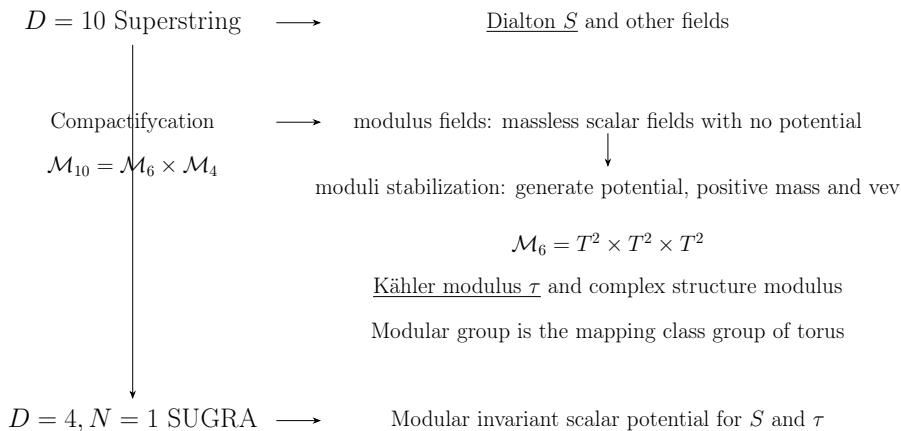 D = 10 Superstring
Dialton S and other fields
Compactifycation
modulus fields: massless scalar fields with no potential
M₁₀ = M₆ × M₄
moduli stabilization: generate potential, positive mass and vev
M₆ = T² × T² × T²
Kähler modulus τ and complex structure modulus
Modular group is the mapping class group of torus
D = 4, N = 1 SUGRA
Modular invariant scalar potential for S and τ